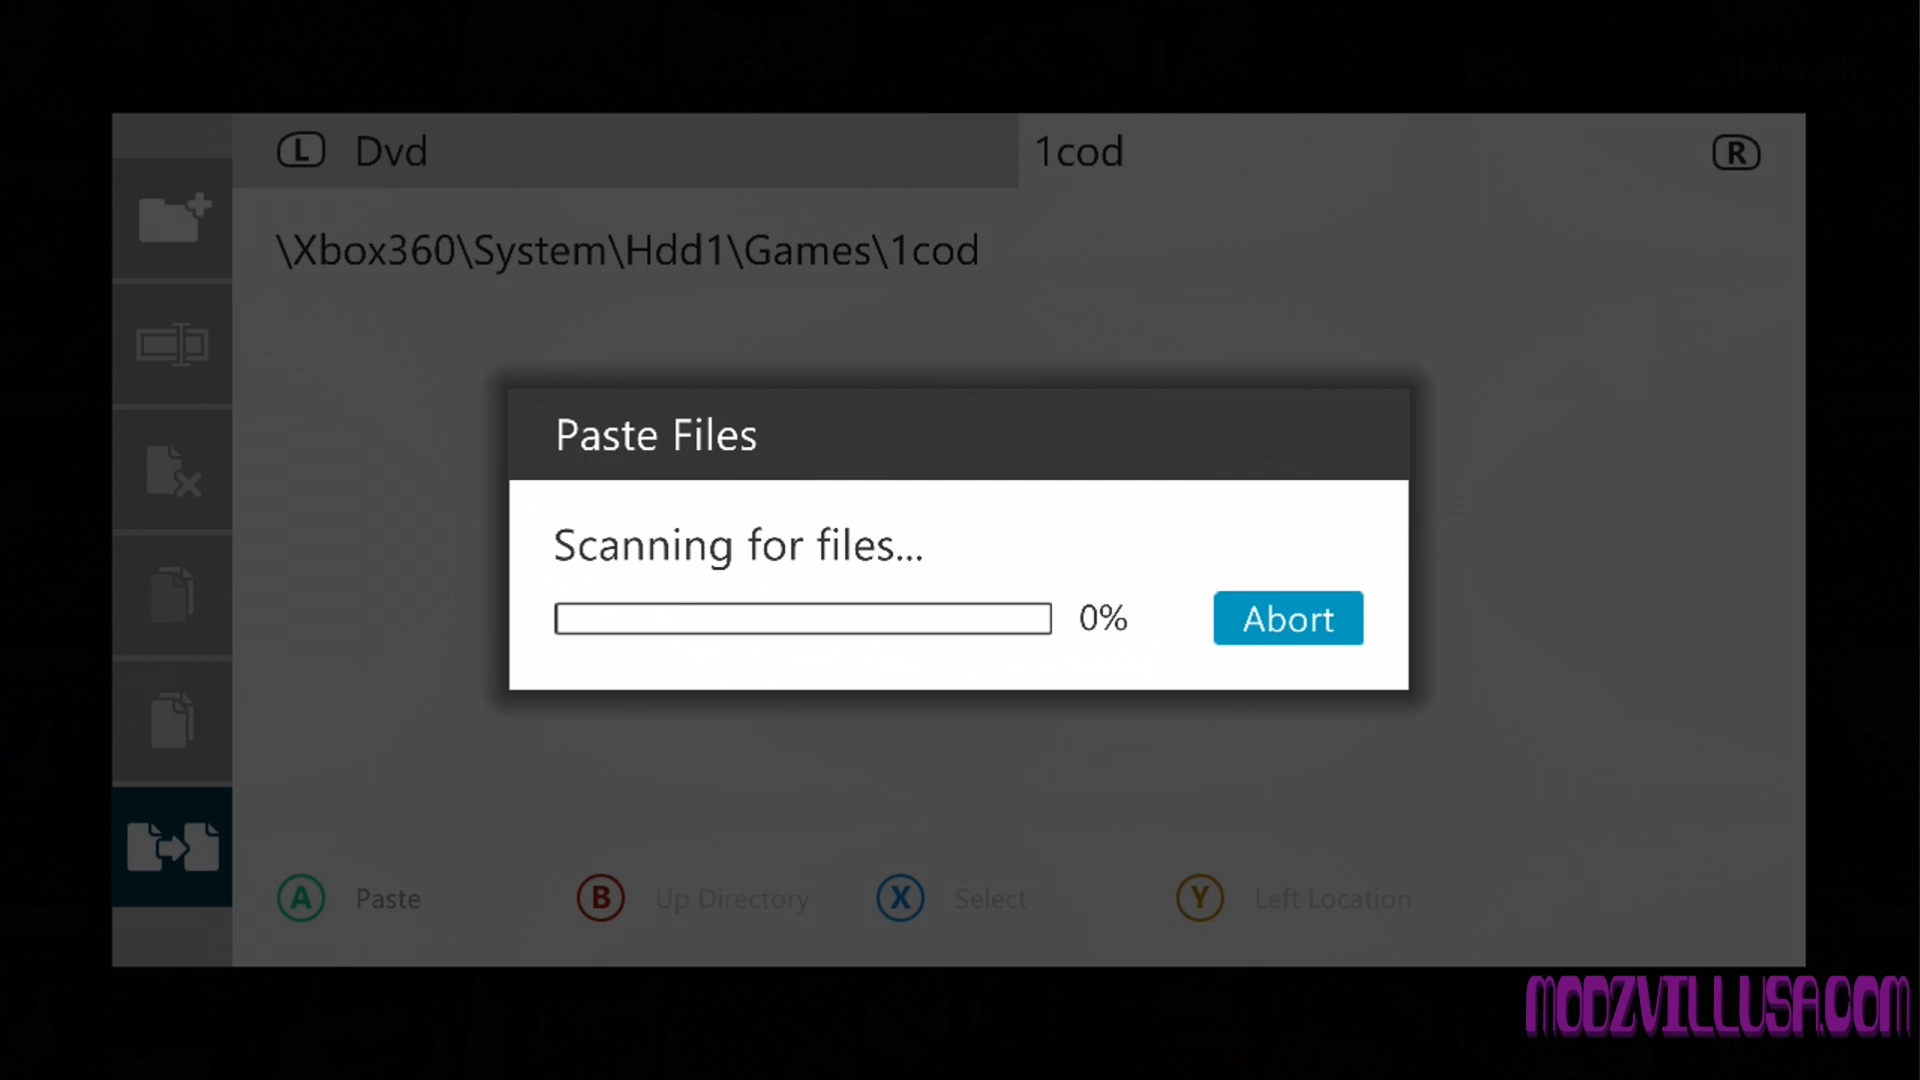 L Dvd
1cod R
\Xbox360\System\Hdd1\Games\1cod
Paste Files
Scanning for files...
0% Abort
A Paste B Up Directory X Select Y Left Location
MODZVILLUSA.COM